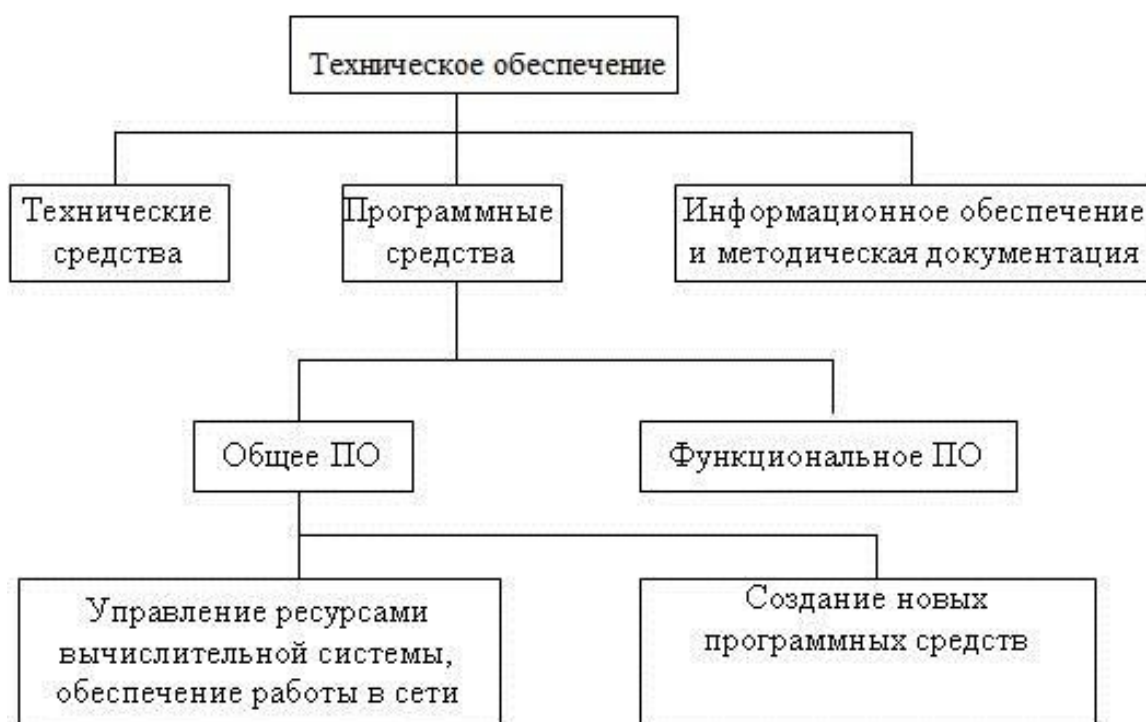 Техническое обеспечение
Технические
средства
Программные
средства
Информационное обеспечение
и методическая документация
Общее ПО
Функциональное ПО
Управление ресурсами
вычислительной системы,
обеспечение работы в сети
Создание новых
программных средств